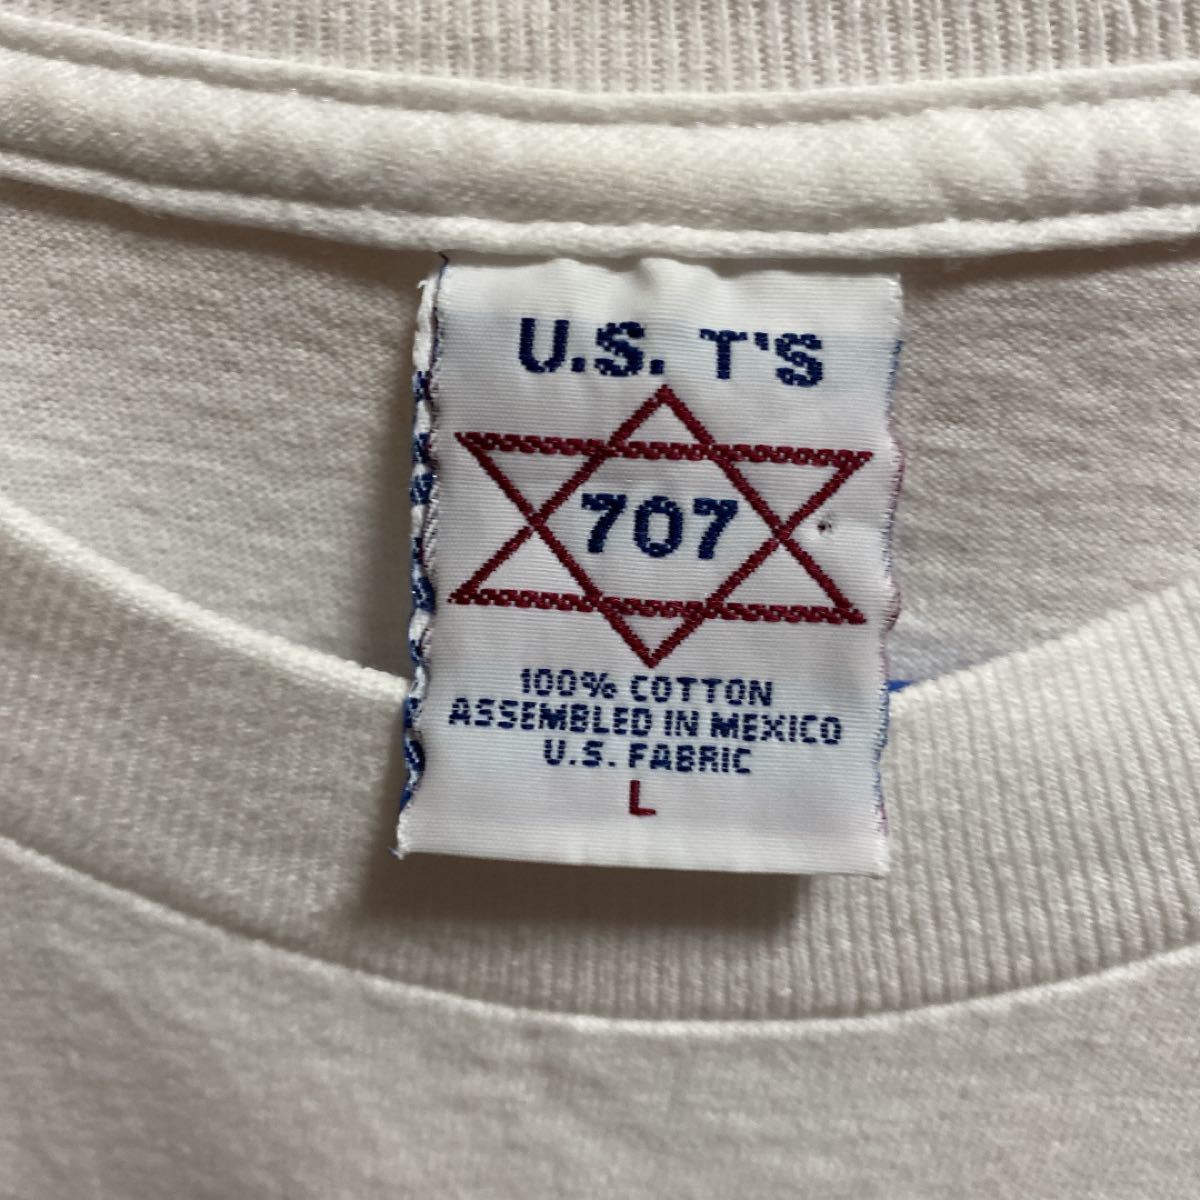 U.S. T'S
707
100% COTTON
ASSEMBLED IN MEXICO
U.S. FABRIC
L